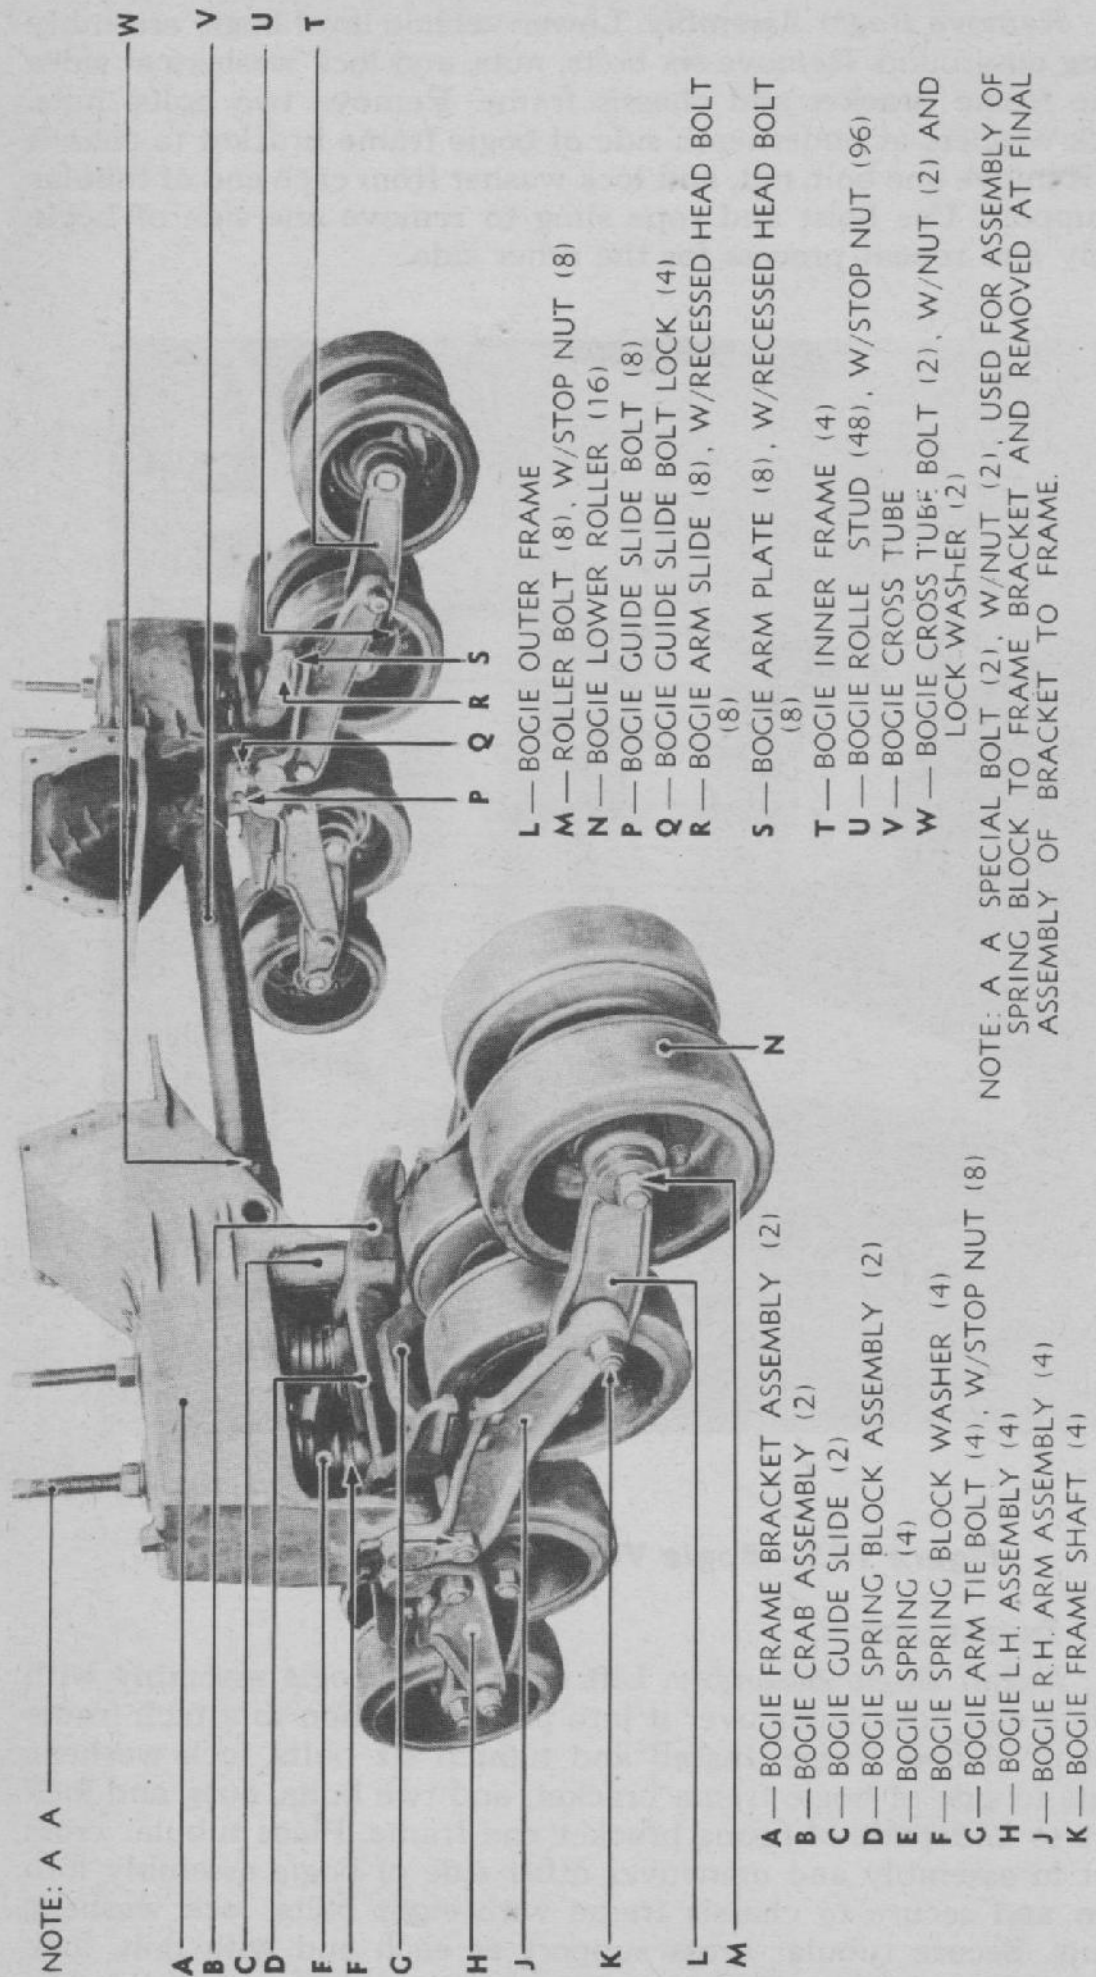 NOTE: A A
A
B
C
D
E
F
G
H
J
K
L
M
N
P
Q
R
S
T
U
V
W
A — BOGIE FRAME BRACKET ASSEMBLY (2)
B — BOGIE CRAB ASSEMBLY (2)
C — BOGIE GUIDE SLIDE (2)
D — BOGIE SPRING BLOCK ASSEMBLY (2)
E — BOGIE SPRING (4)
F — BOGIE SPRING BLOCK WASHER (4)
G — BOGIE ARM TIE BOLT (4), W/STOP NUT (8)
H — BOGIE L.H. ASSEMBLY (4)
J — BOGIE R.H. ARM ASSEMBLY (4)
K — BOGIE FRAME SHAFT (4)
L — BOGIE OUTER FRAME
M — ROLLER BOLT (8), W/STOP NUT (8)
N — BOGIE LOWER ROLLER (16)
P — BOGIE GUIDE SLIDE BOLT (8)
Q — BOGIE GUIDE SLIDE BOLT LOCK (4)
R — BOGIE ARM SLIDE (8), W/RECESSED HEAD BOLT
(8)
S — BOGIE ARM PLATE (8), W/RECESSED HEAD BOLT
(8)
T — BOGIE INNER FRAME (4)
U — BOGIE ROLLE STUD (48), W/STOP NUT (96)
V — BOGIE CROSS TUBE
W — BOGIE CROSS TUBE BOLT (2), W/NUT (2) AND
LOCK WASHER (2)
NOTE: A A SPECIAL BOLT (2), W/NUT (2), USED FOR ASSEMBLY OF
SPRING BLOCK TO FRAME BRACKET AND REMOVED AT FINAL
ASSEMBLY OF BRACKET TO FRAME.